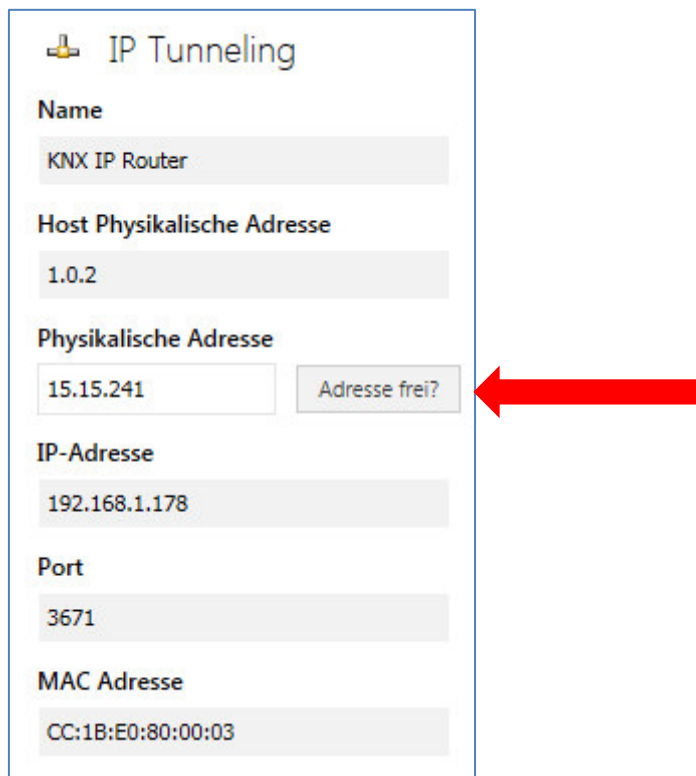 IP Tunneling
Name
KNX IP Router
Host Physikalische Adresse
1.0.2
Physikalische Adresse
15.15.241 Adresse frei?
IP-Adresse
192.168.1.178
Port
3671
MAC Adresse
CC:1B:E0:80:00:03